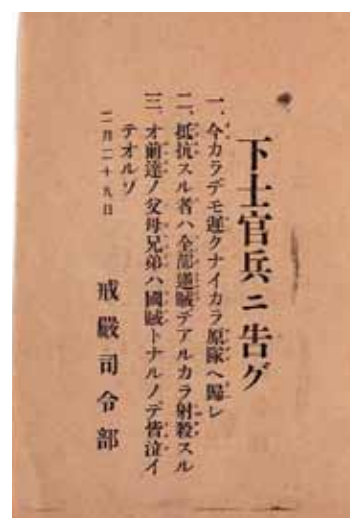 下士官兵ニ告グ
一、今カラデモ遲クナイカラ原隊ヘ歸レ
二、抵抗スル者ハ全部逆賊デアルカラ射殺スル
三、オ前達ノ父母兄弟ハ國賊トナルノデ皆泣イ
テオルゾ
二月二十九日
戒嚴司令部